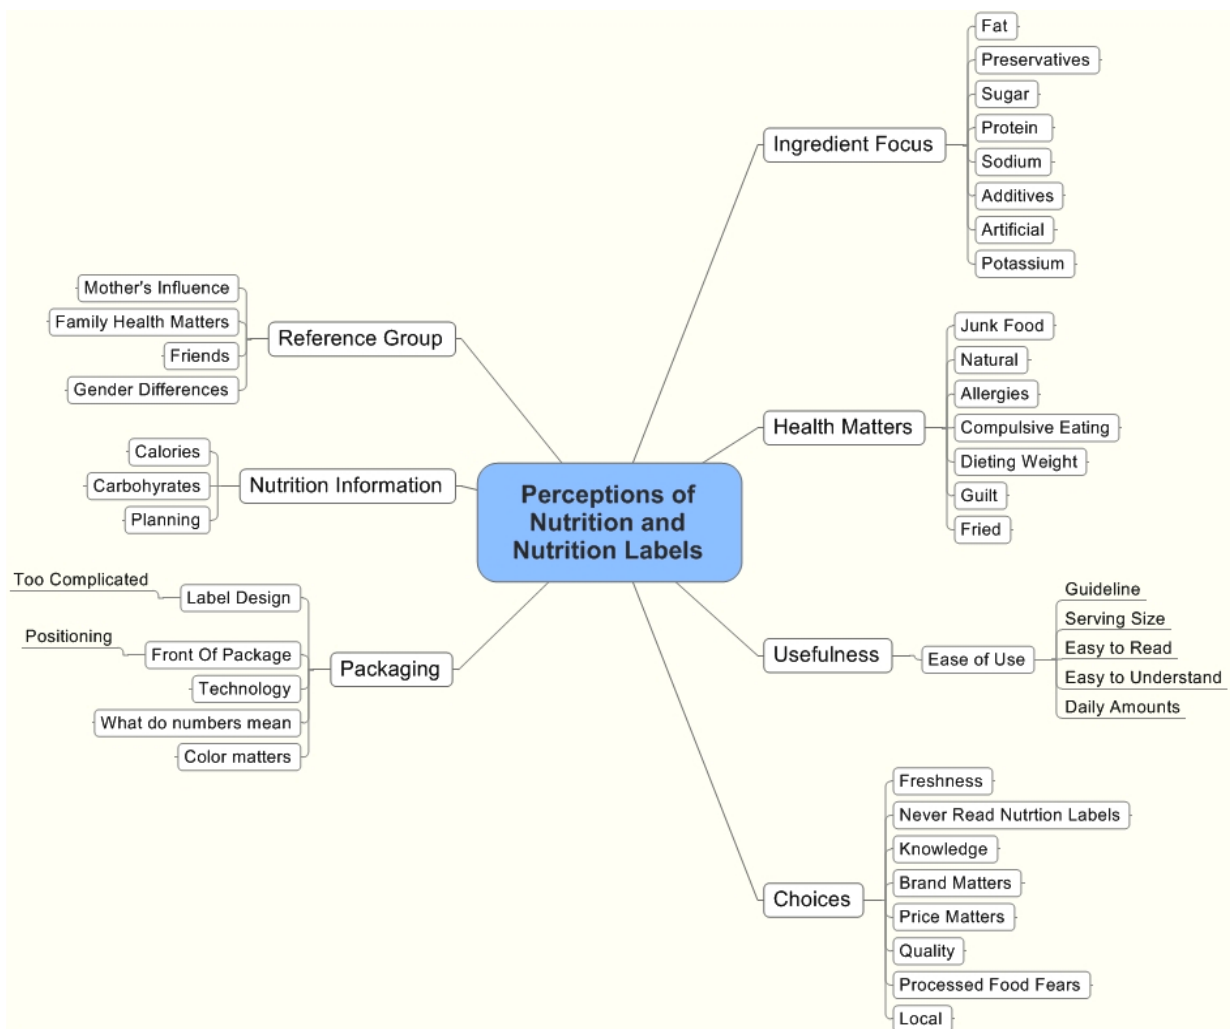 Perceptions of
Nutrition and
Nutrition Labels
Ingredient Focus
Fat
Preservatives
Sugar
Protein
Sodium
Additives
Artificial
Potassium
Health Matters
Junk Food
Natural
Allergies
Compulsive Eating
Dieting Weight
Guilt
Fried
Usefulness
Ease of Use
Guideline
Serving Size
Easy to Read
Easy to Understand
Daily Amounts
Choices
Freshness
Never Read Nutrtion Labels
Knowledge
Brand Matters
Price Matters
Quality
Processed Food Fears
Local
Reference Group
Mother's Influence
Family Health Matters
Friends
Gender Differences
Nutrition Information
Calories
Carbohyrates
Planning
Packaging
Label Design
Too Complicated
Front Of Package
Positioning
Technology
What do numbers mean
Color matters